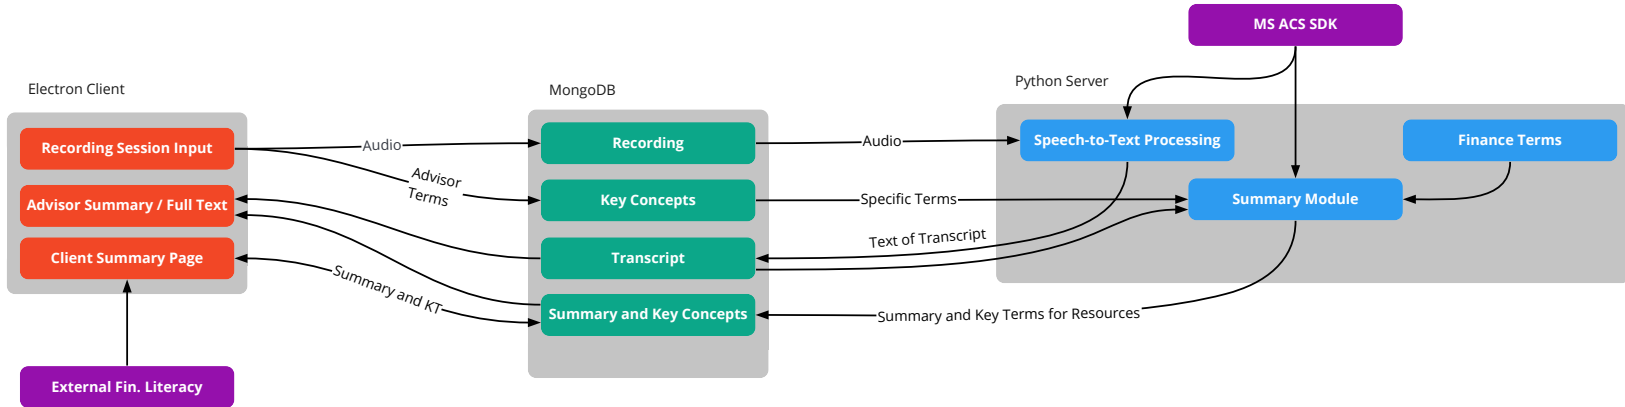 MS ACS SDK
Electron Client
MongoDB
Python Server
Recording Session Input
Audio
Recording
Audio
Speech-to-Text Processing
Finance Terms
Advisor
Terms
Advisor Summary / Full Text
Key Concepts
Specific Terms
Summary Module
Client Summary Page
Transcript
Text of Transcript
Summary and KT
Summary and Key Concepts
Summary and Key Terms for Resources
External Fin. Literacy